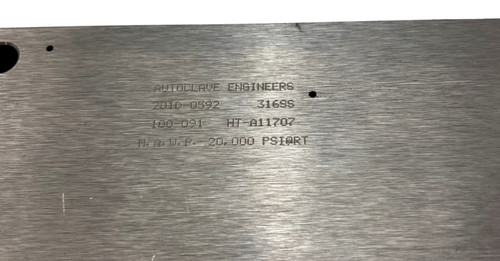 AUTOCLAVE ENGINEERS
2010-0592 316SS
100-091 HT-A11707
M.A.W.P. 20,000 PSI@RT